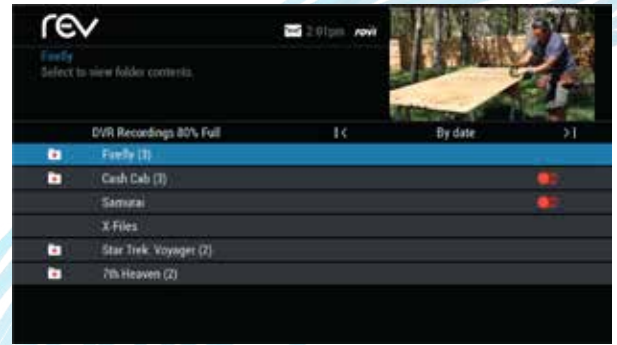 rev
2:01pm rovi
Firefly
Select to view folder contents.
DVR Recordings 80% Full |< By date >|
Firefly (3)
Cash Cab (3)
Samurai
X-Files
Star Trek: Voyager (2)
7th Heaven (2)